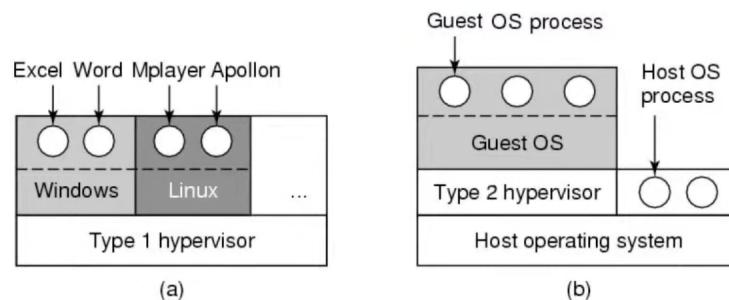 Guest OS process
Excel Word Mplayer Apollon
Host OS
process
Guest OS
Windows Linux ...
Type 2 hypervisor
Type 1 hypervisor
Host operating system
(a)
(b)